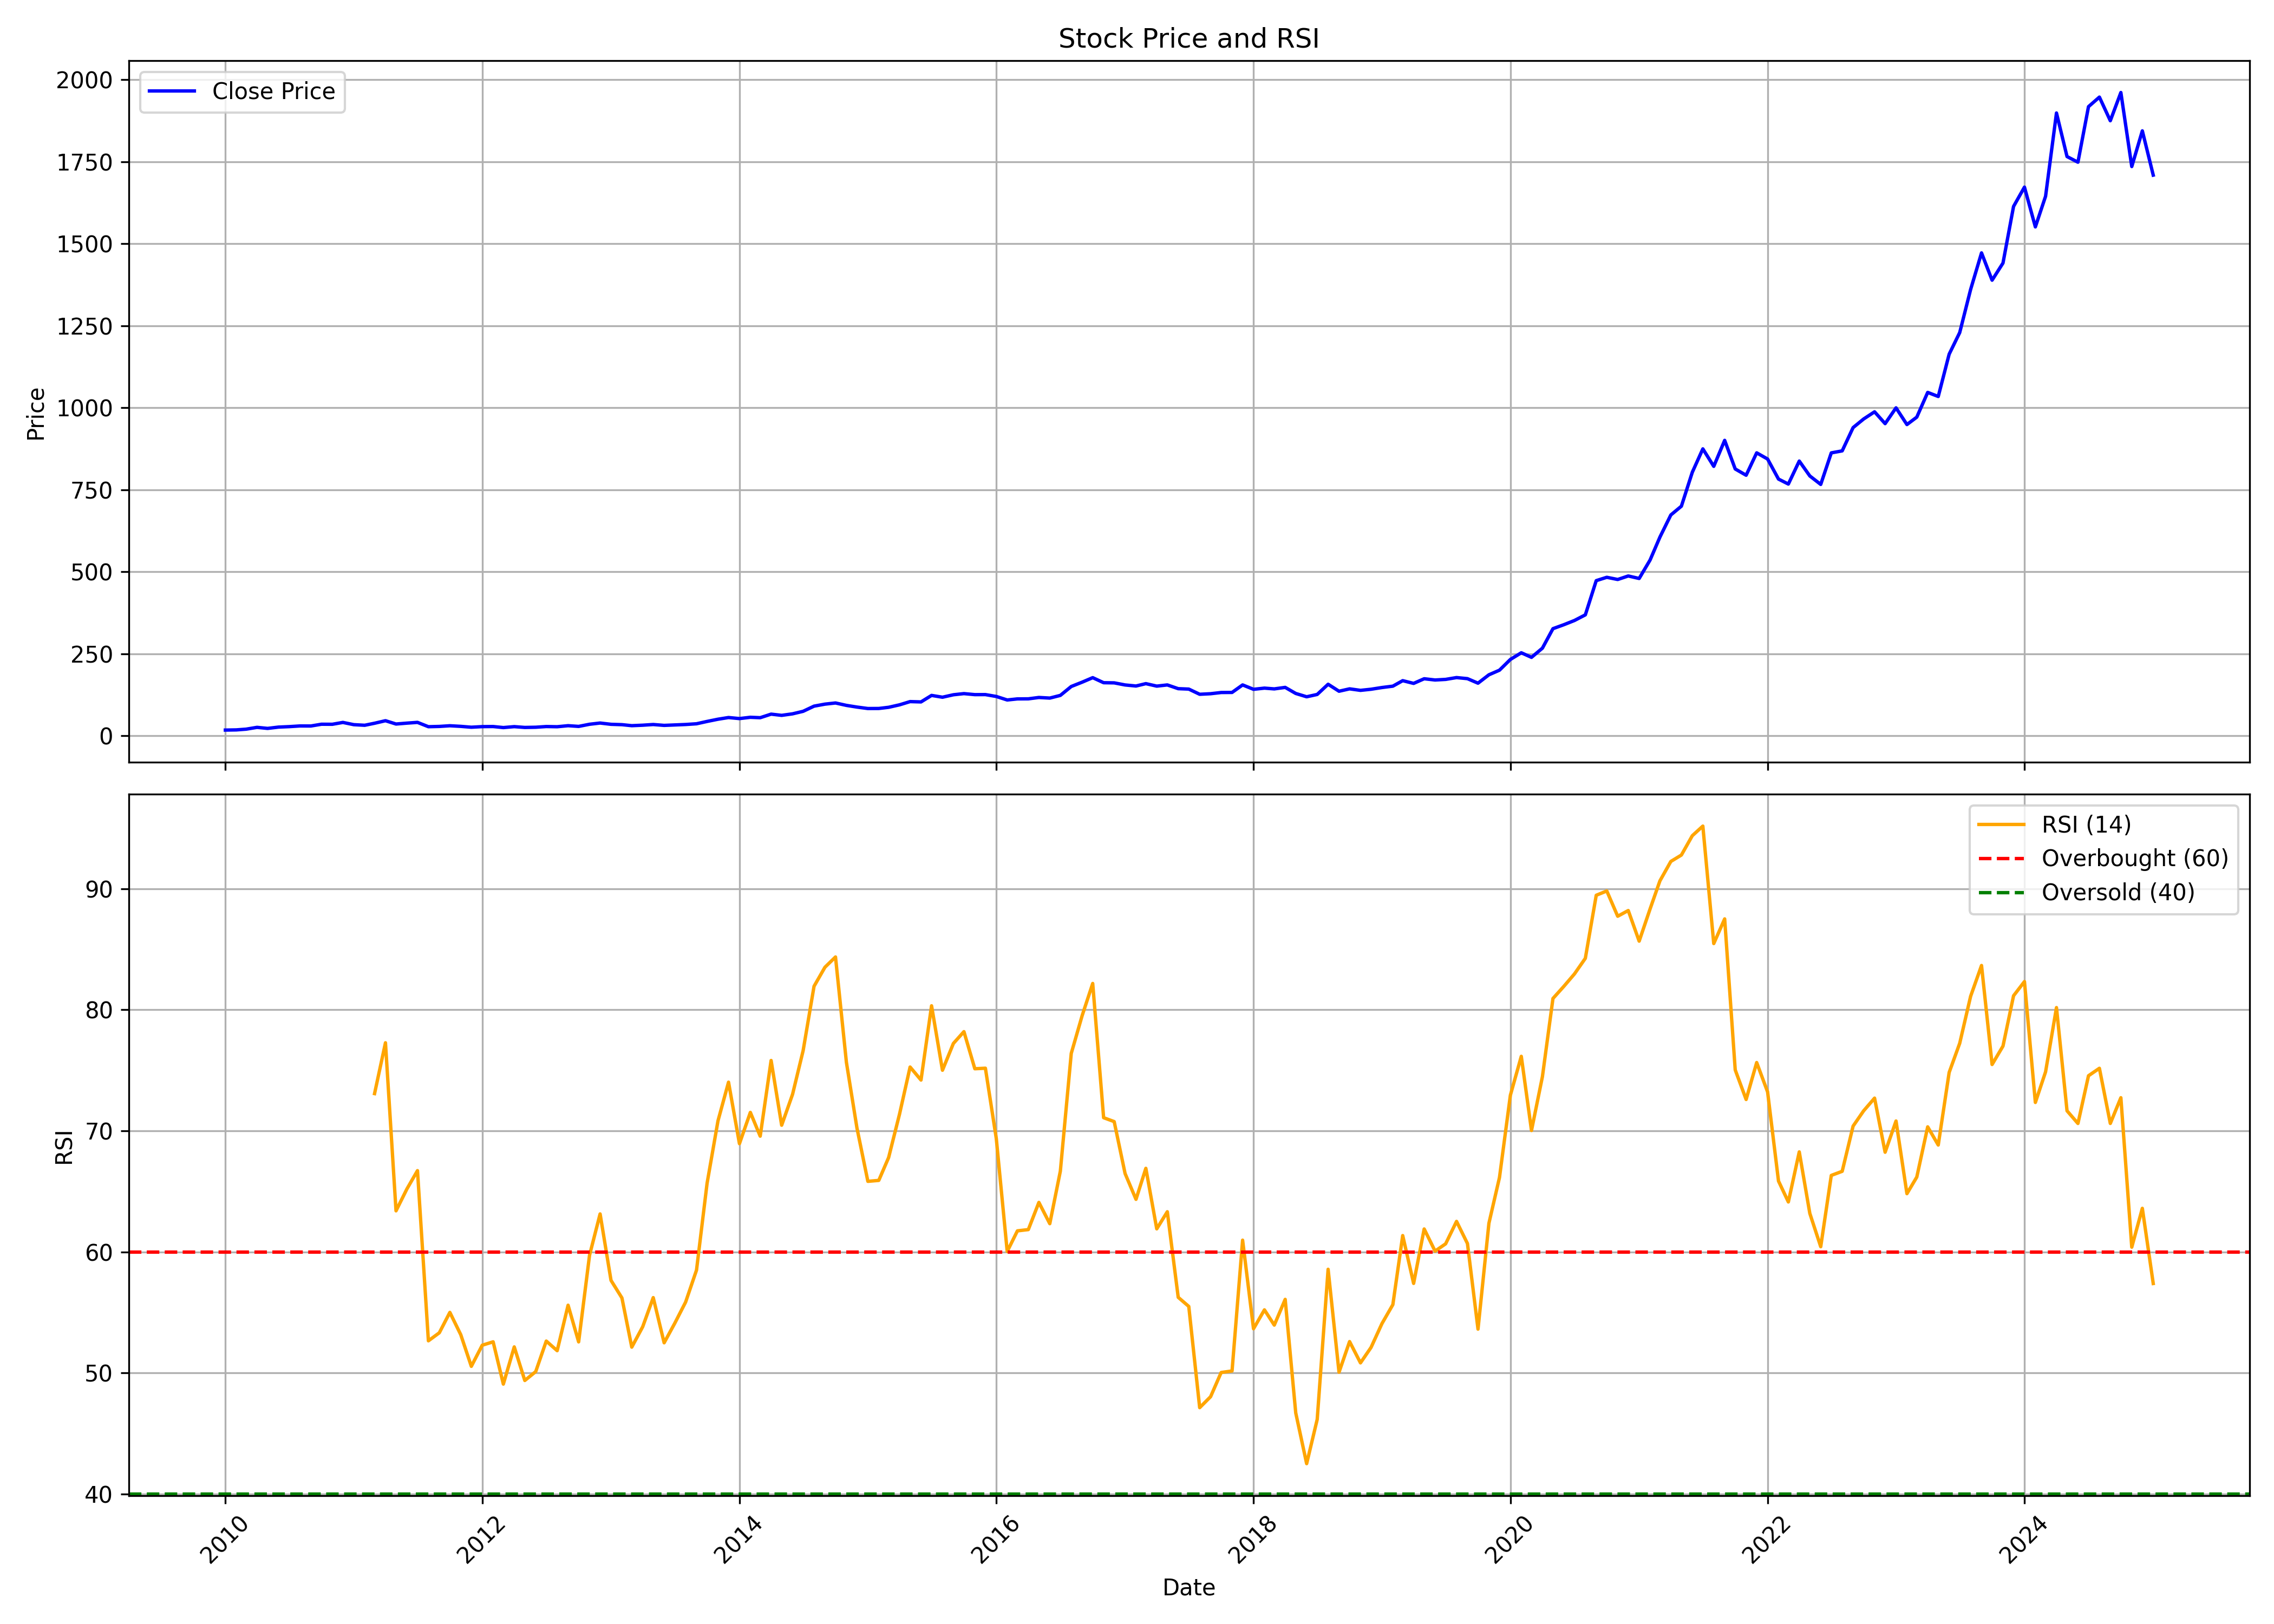 Stock Price and RSI
Close Price
Price
2000
1750
1500
1250
1000
750
500
250
0
RSI (14)
Overbought (60)
Oversold (40)
RSI
90
80
70
60
50
40
2010
2012
2014
2016
2018
2020
2022
2024
Date